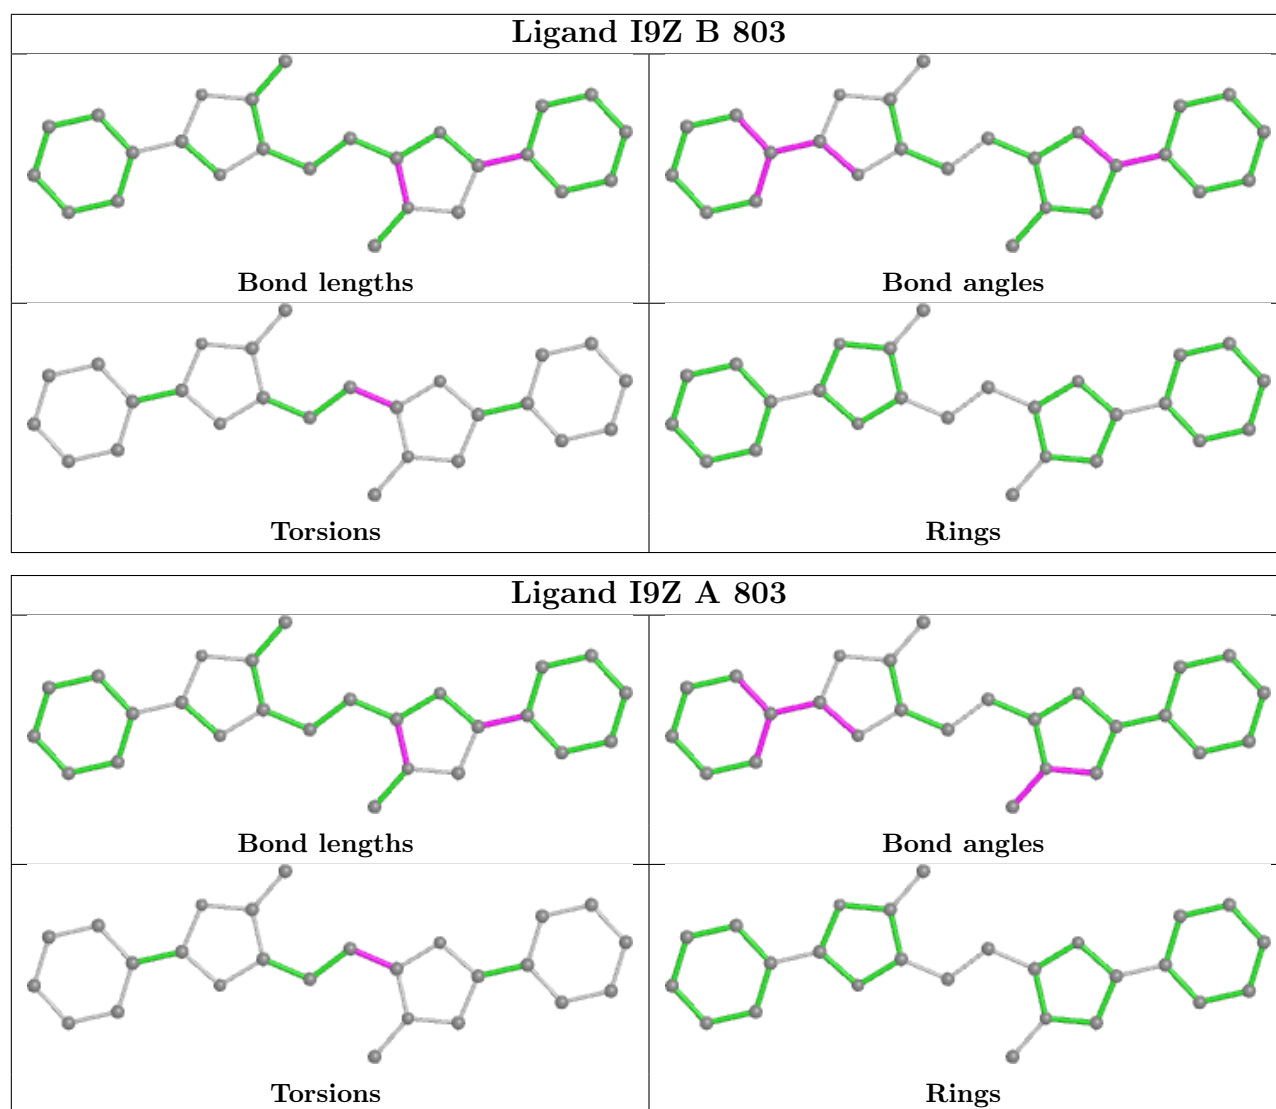 Ligand I9Z B 803
Bond lengths
Bond angles
Torsions
Rings
Ligand I9Z A 803
Bond lengths
Bond angles
Torsions
Rings